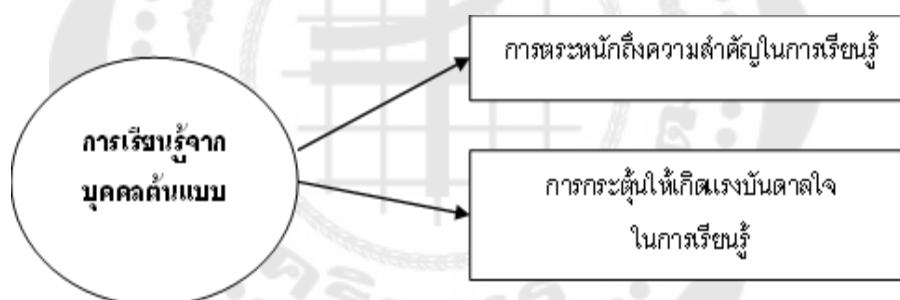 การตระหนักถึงความสำคัญในการเรียนรู้
การเรียนรู้จาก
บุคคลต้นแบบ
การกระตุ้นให้เกิดแรงบันดาลใจ
ในการเรียนรู้